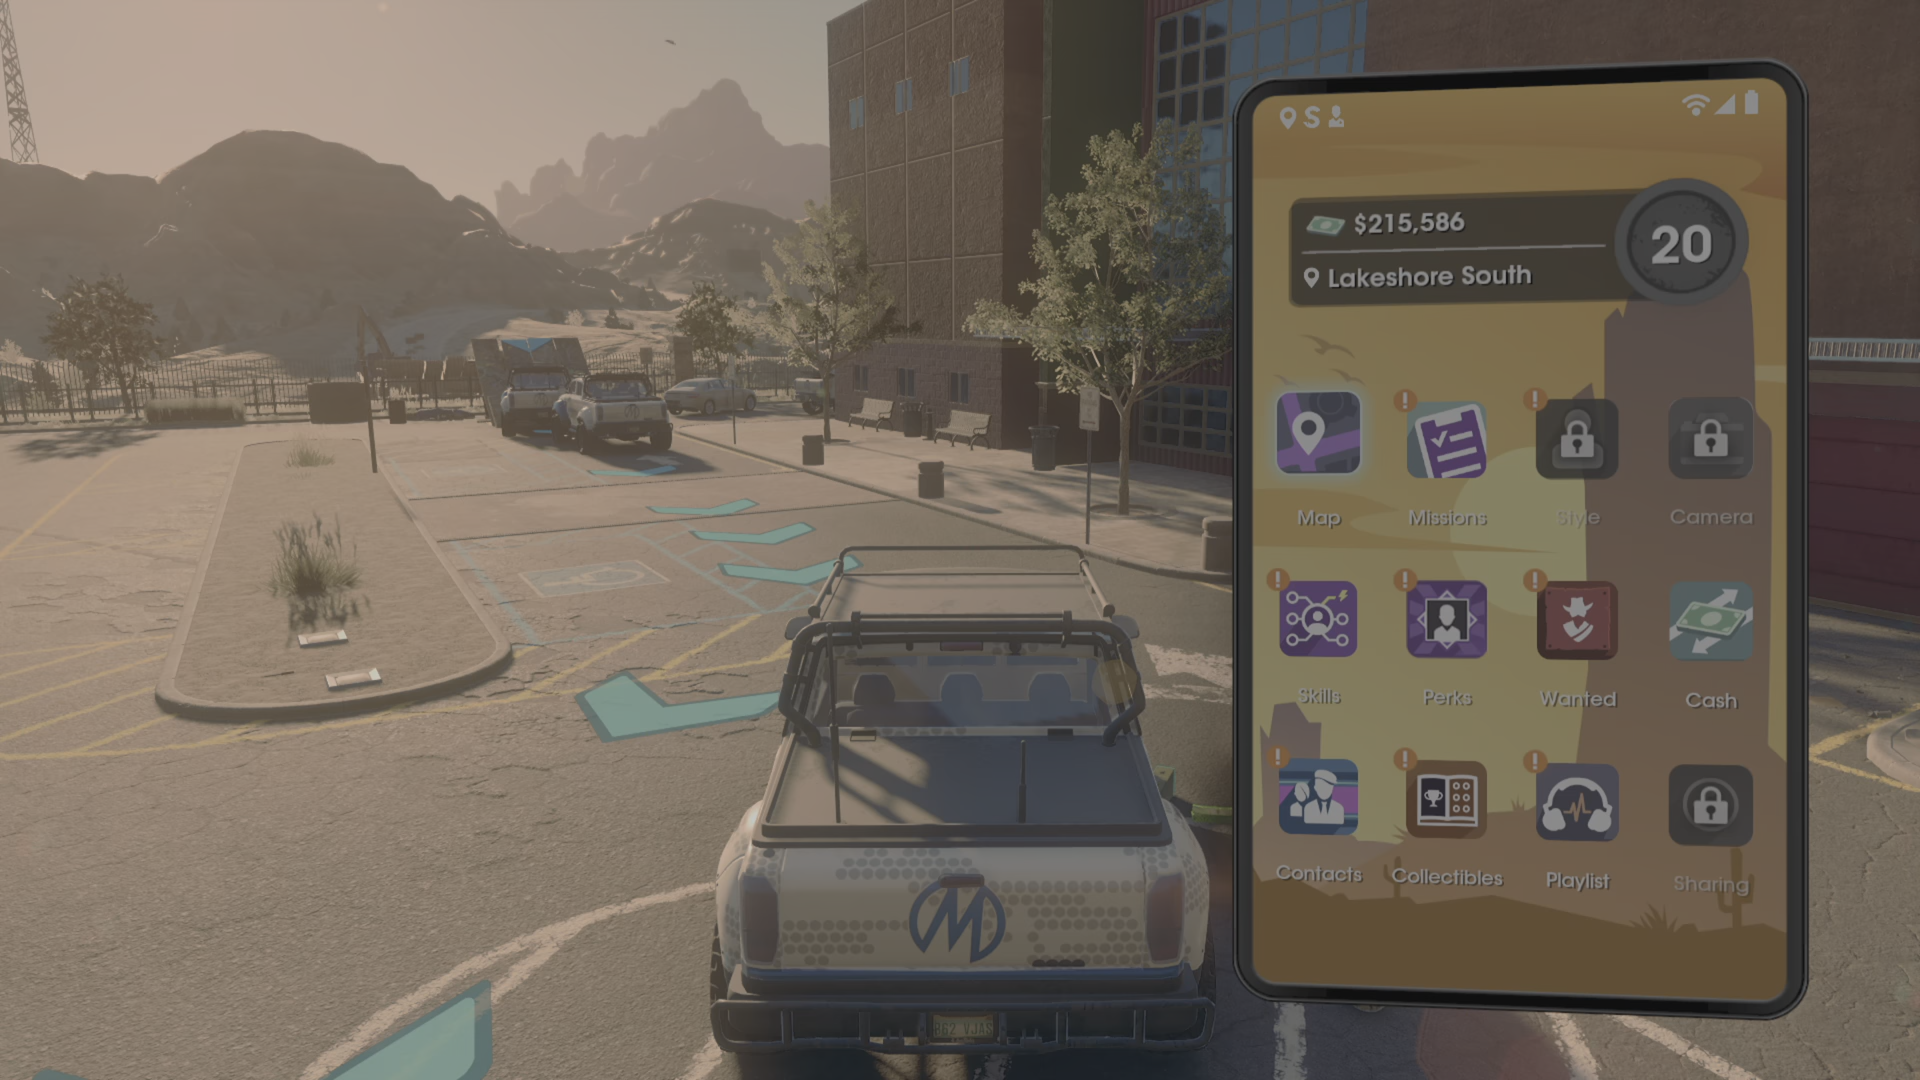 $215,586
20
Lakeshore South
Map
Missions
Style
Camera
Skills
Perks
Wanted
Cash
Contacts
Collectibles
Playlist
Sharing